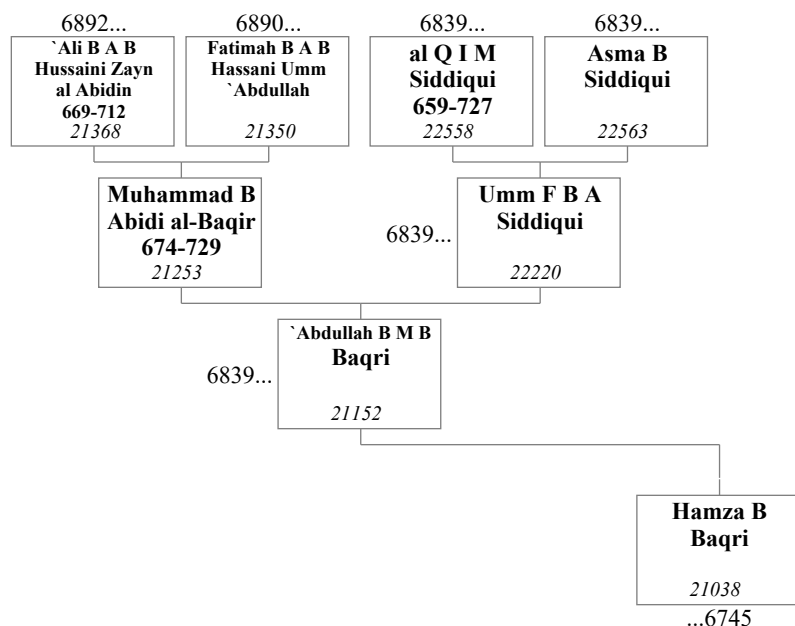 6892...
6890...
6839...
6839...
`Ali B A B
Hussaini Zayn
al Abidin
669-712
21368
Fatimah B A B
Hassani Umm
`Abdullah
21350
al Q I M
Siddiqui
659-727
22558
Asma B
Siddiqui
22563
Muhammad B
Abidi al-Baqir
674-729
21253
6839...
Umm F B A
Siddiqui
22220
6839...
`Abdullah B M B
Baqri
21152
Hamza B
Baqri
21038
...6745